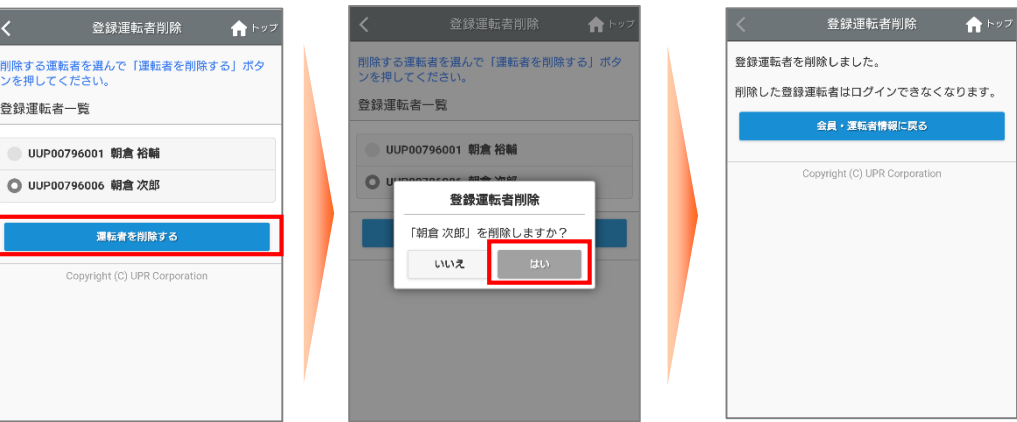 登録運転者削除 トップ
削除する運転者を選んで「運転者を削除する」ボタ
ンを押してください。
登録運転者一覧
UUP00796001 朝倉 裕輔
UUP00796006 朝倉 次郎
運転者を削除する
Copyright (C) UPR Corporation
登録運転者削除 トップ
削除する運転者を選んで「運転者を削除する」ボタ
ンを押してください。
登録運転者一覧
UUP00796001 朝倉 裕輔
UUP00796006 朝倉 次郎
登録運転者削除
「朝倉 次郎」を削除しますか？
いいえ はい
登録運転者削除 トップ
登録運転者を削除しました。
削除した登録運転者はログインできなくなります。
会員・運転者情報に戻る
Copyright (C) UPR Corporation